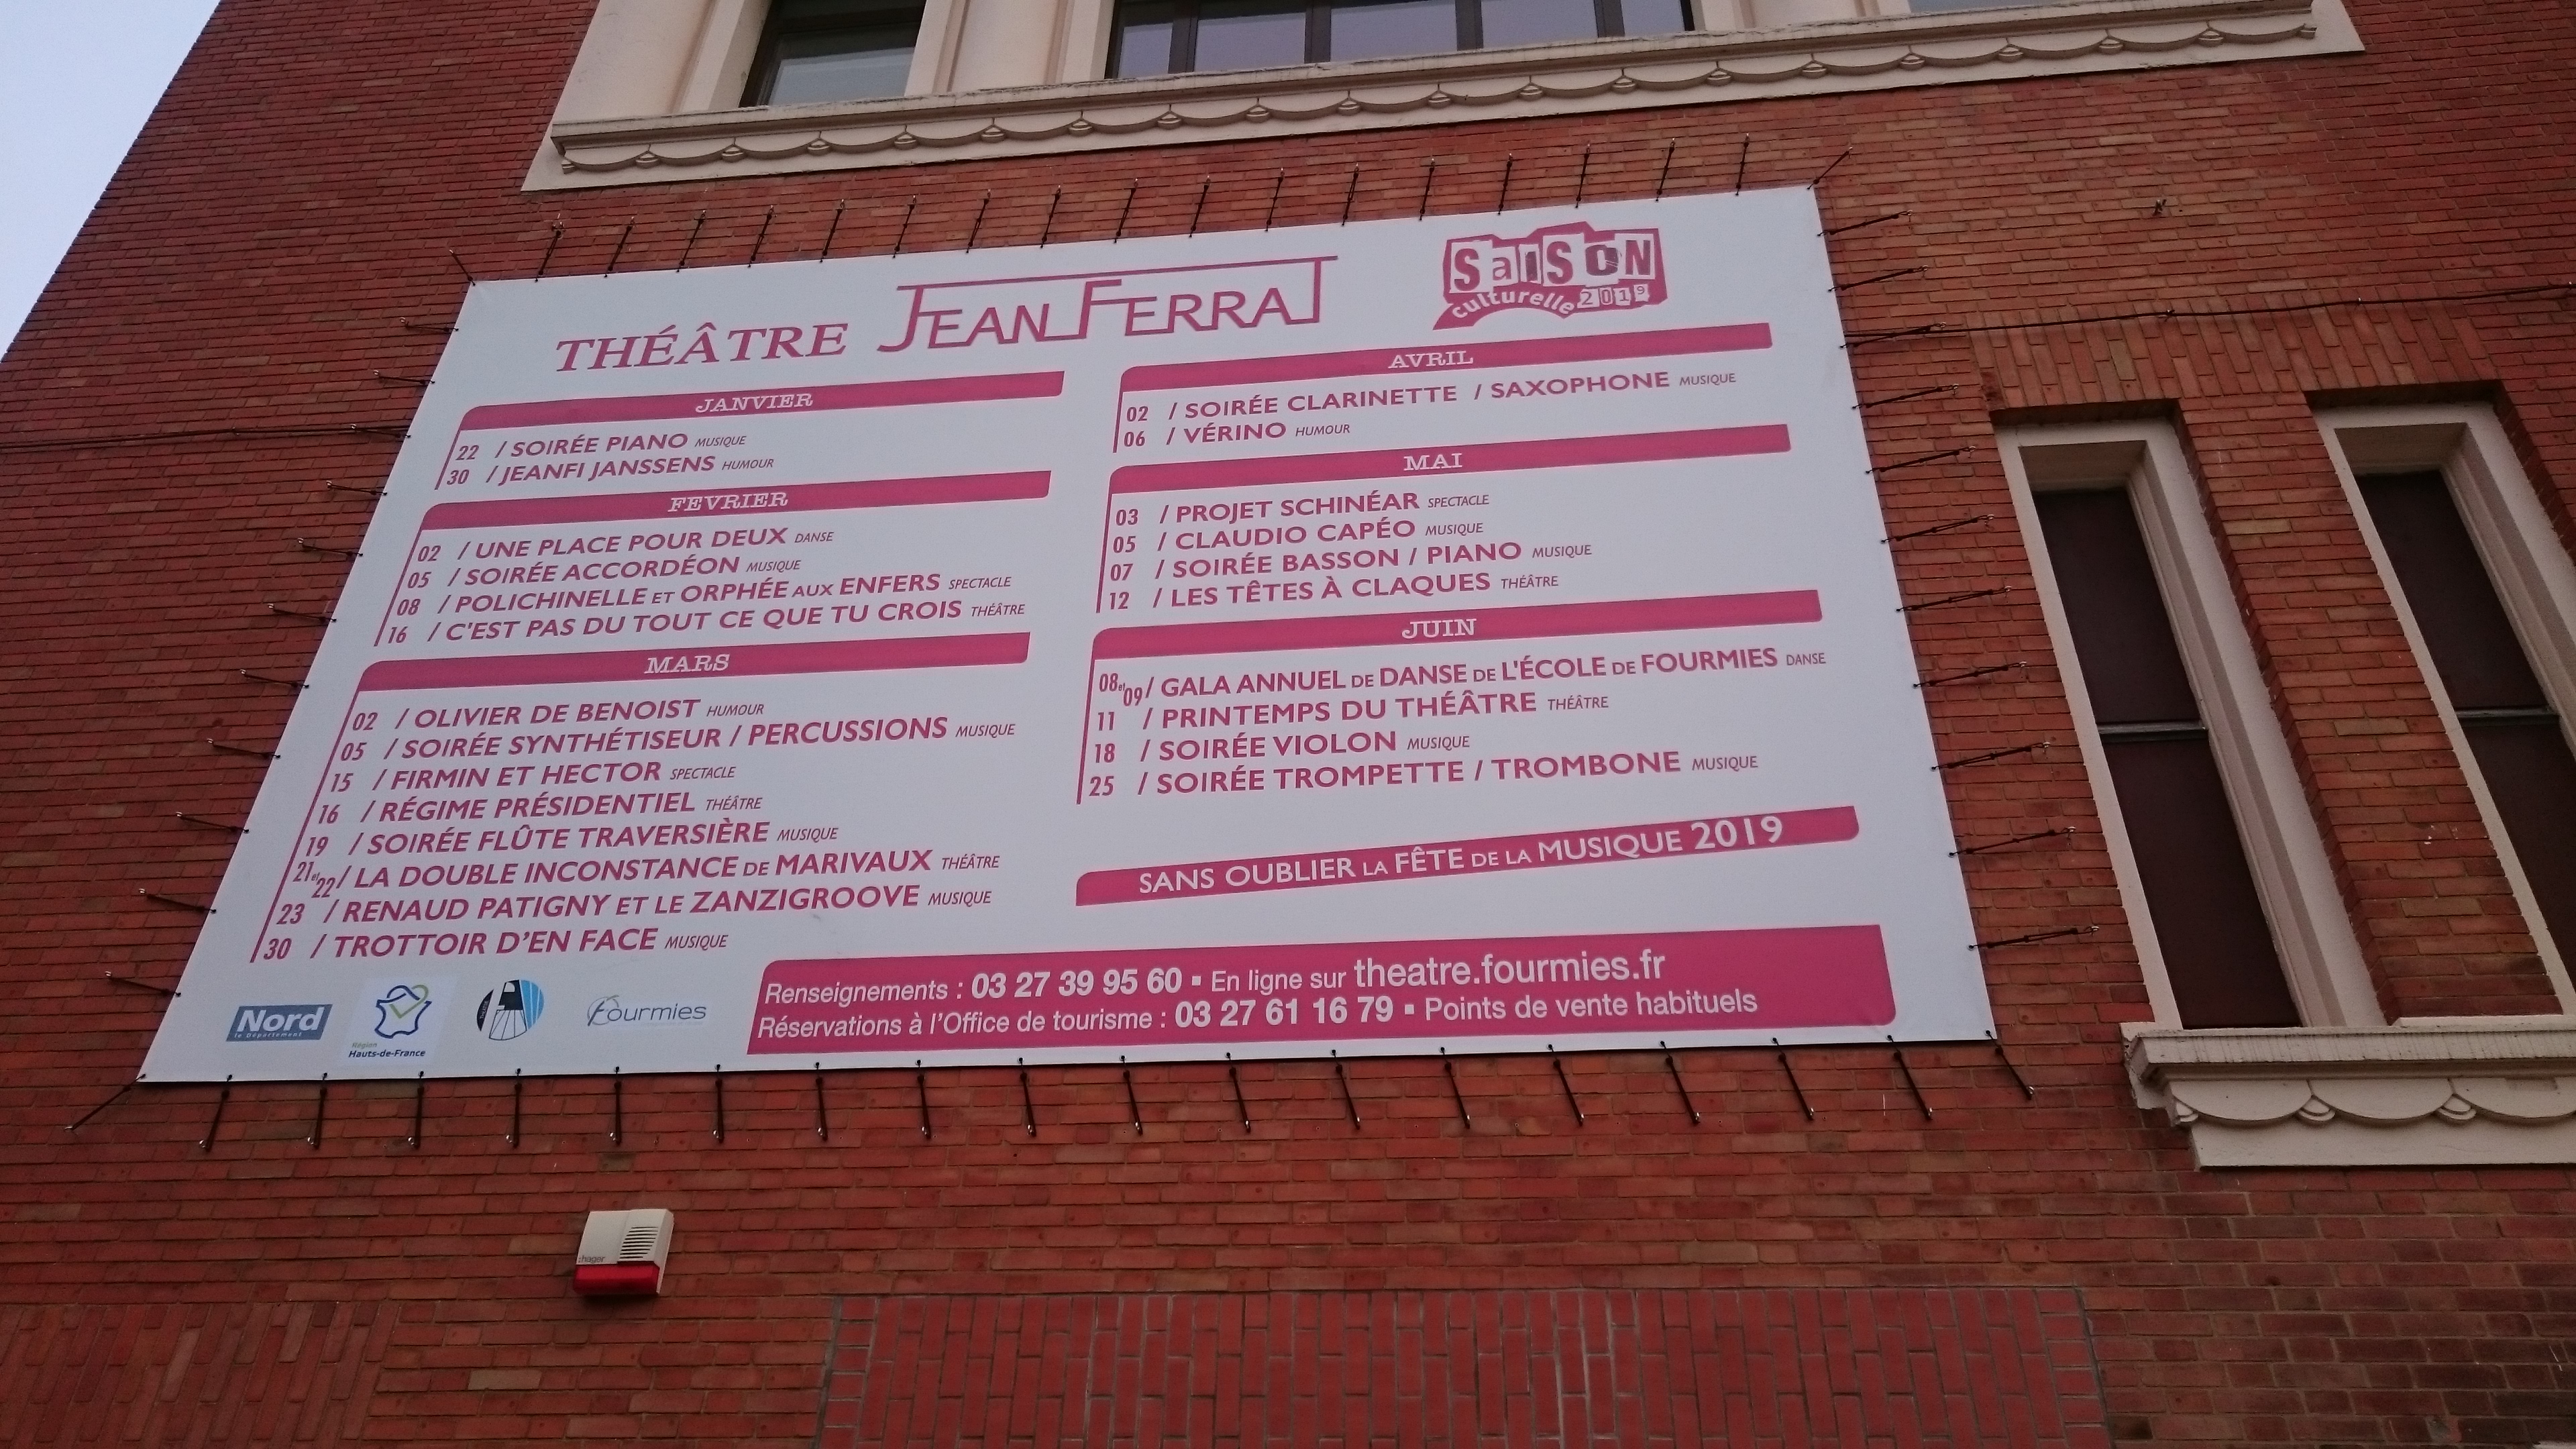 THÉÂTRE JEAN FERRAT
SaISON
culturelle 2019
JANVIER
22 / SOIRÉE PIANO MUSIQUE
30 / JEANFI JANSSENS HUMOUR
FEVRIER
02 / UNE PLACE POUR DEUX DANSE
05 / SOIRÉE ACCORDÉON MUSIQUE
08 / POLICHINELLE ET ORPHÉE AUX ENFERS SPECTACLE
16 / C'EST PAS DU TOUT CE QUE TU CROIS THÉÂTRE
MARS
02 / OLIVIER DE BENOIST HUMOUR
05 / SOIRÉE SYNTHÉTISEUR / PERCUSSIONS MUSIQUE
15 / FIRMIN ET HECTOR SPECTACLE
16 / RÉGIME PRÉSIDENTIEL THÉÂTRE
19 / SOIRÉE FLÛTE TRAVERSIÈRE MUSIQUE
21 et 22 / LA DOUBLE INCONSTANCE DE MARIVAUX THÉÂTRE
23 / RENAUD PATIGNY ET LE ZANZIGROOVE MUSIQUE
30 / TROTTOIR D'EN FACE MUSIQUE
AVRIL
02 / SOIRÉE CLARINETTE / SAXOPHONE MUSIQUE
06 / VÉRINO HUMOUR
MAI
03 / PROJET SCHINÉAR SPECTACLE
05 / CLAUDIO CAPÉO MUSIQUE
07 / SOIRÉE BASSON / PIANO MUSIQUE
12 / LES TÊTES À CLAQUES THÉÂTRE
JUIN
08 et 09 / GALA ANNUEL DE DANSE DE L'ÉCOLE DE FOURMIES DANSE
11 / PRINTEMPS DU THÉÂTRE THÉÂTRE
18 / SOIRÉE VIOLON MUSIQUE
25 / SOIRÉE TROMPETTE / TROMBONE MUSIQUE
SANS OUBLIER LA FÊTE DE LA MUSIQUE 2019
Nord
le Département
Région
Hauts-de-France
fourmies
Renseignements : 03 27 39 95 60 ▪ En ligne sur theatre.fourmies.fr
Réservations à l'Office de tourisme : 03 27 61 16 79 ▪ Points de vente habituels
hager